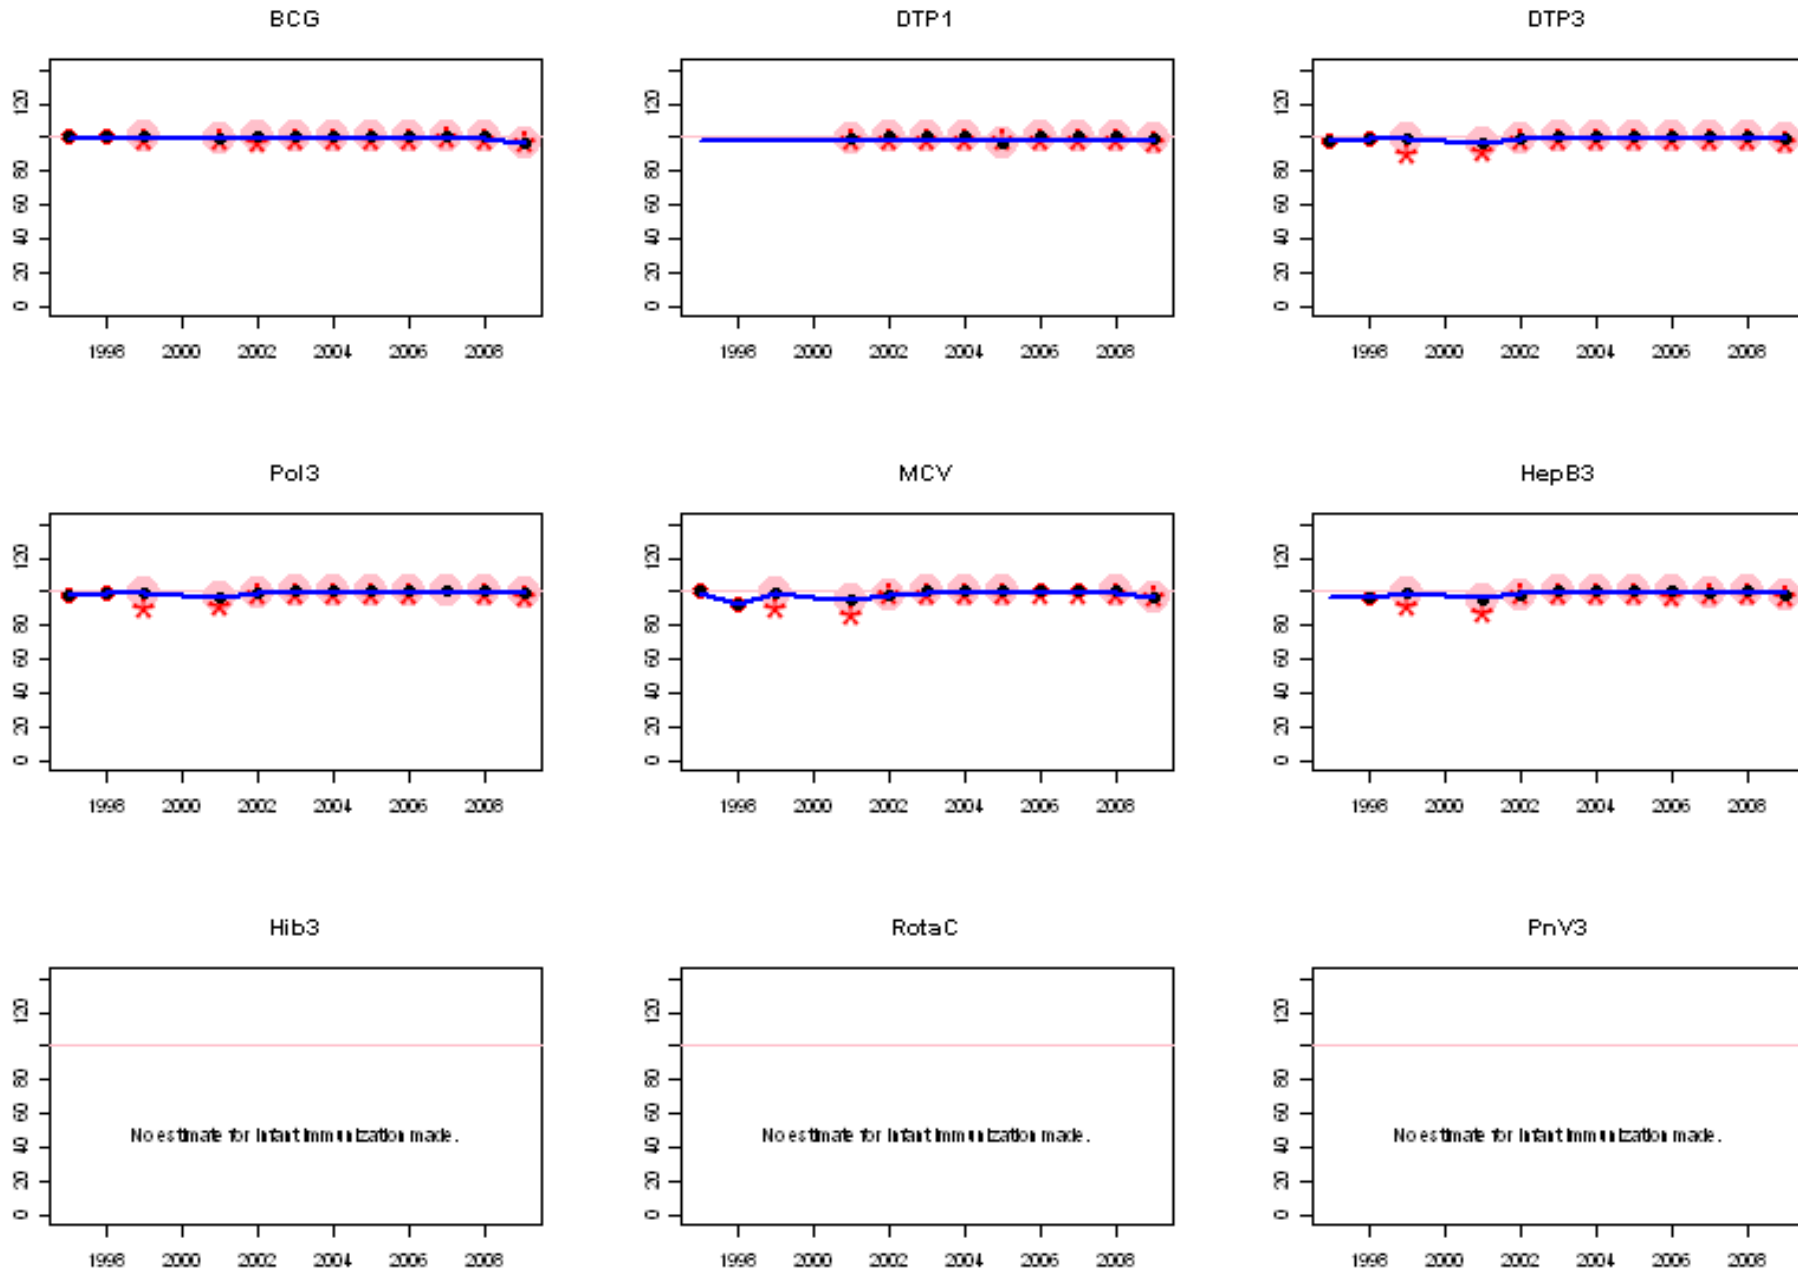 BCG DTP1 DTP3
120 120 120
80 80 80
60 60 60
40 40 40
20 20 20
0 0 0
1998 2000 2002 2004 2006 2008 1998 2000 2002 2004 2006 2008 1998 2000 2002 2004 2006 2008
Pol3 MCV HepB3
120 120 120
80 80 80
60 60 60
40 40 40
20 20 20
0 0 0
1998 2000 2002 2004 2006 2008 1998 2000 2002 2004 2006 2008 1998 2000 2002 2004 2006 2008
Hib3 RotaC PnV3
120 120 120
80 80 80
60 60 60
No estimate for infant immunization made. No estimate for infant immunization made. No estimate for infant immunization made.
40 40 40
20 20 20
0 0 0
1998 2000 2002 2004 2006 2008 1998 2000 2002 2004 2006 2008 1998 2000 2002 2004 2006 2008